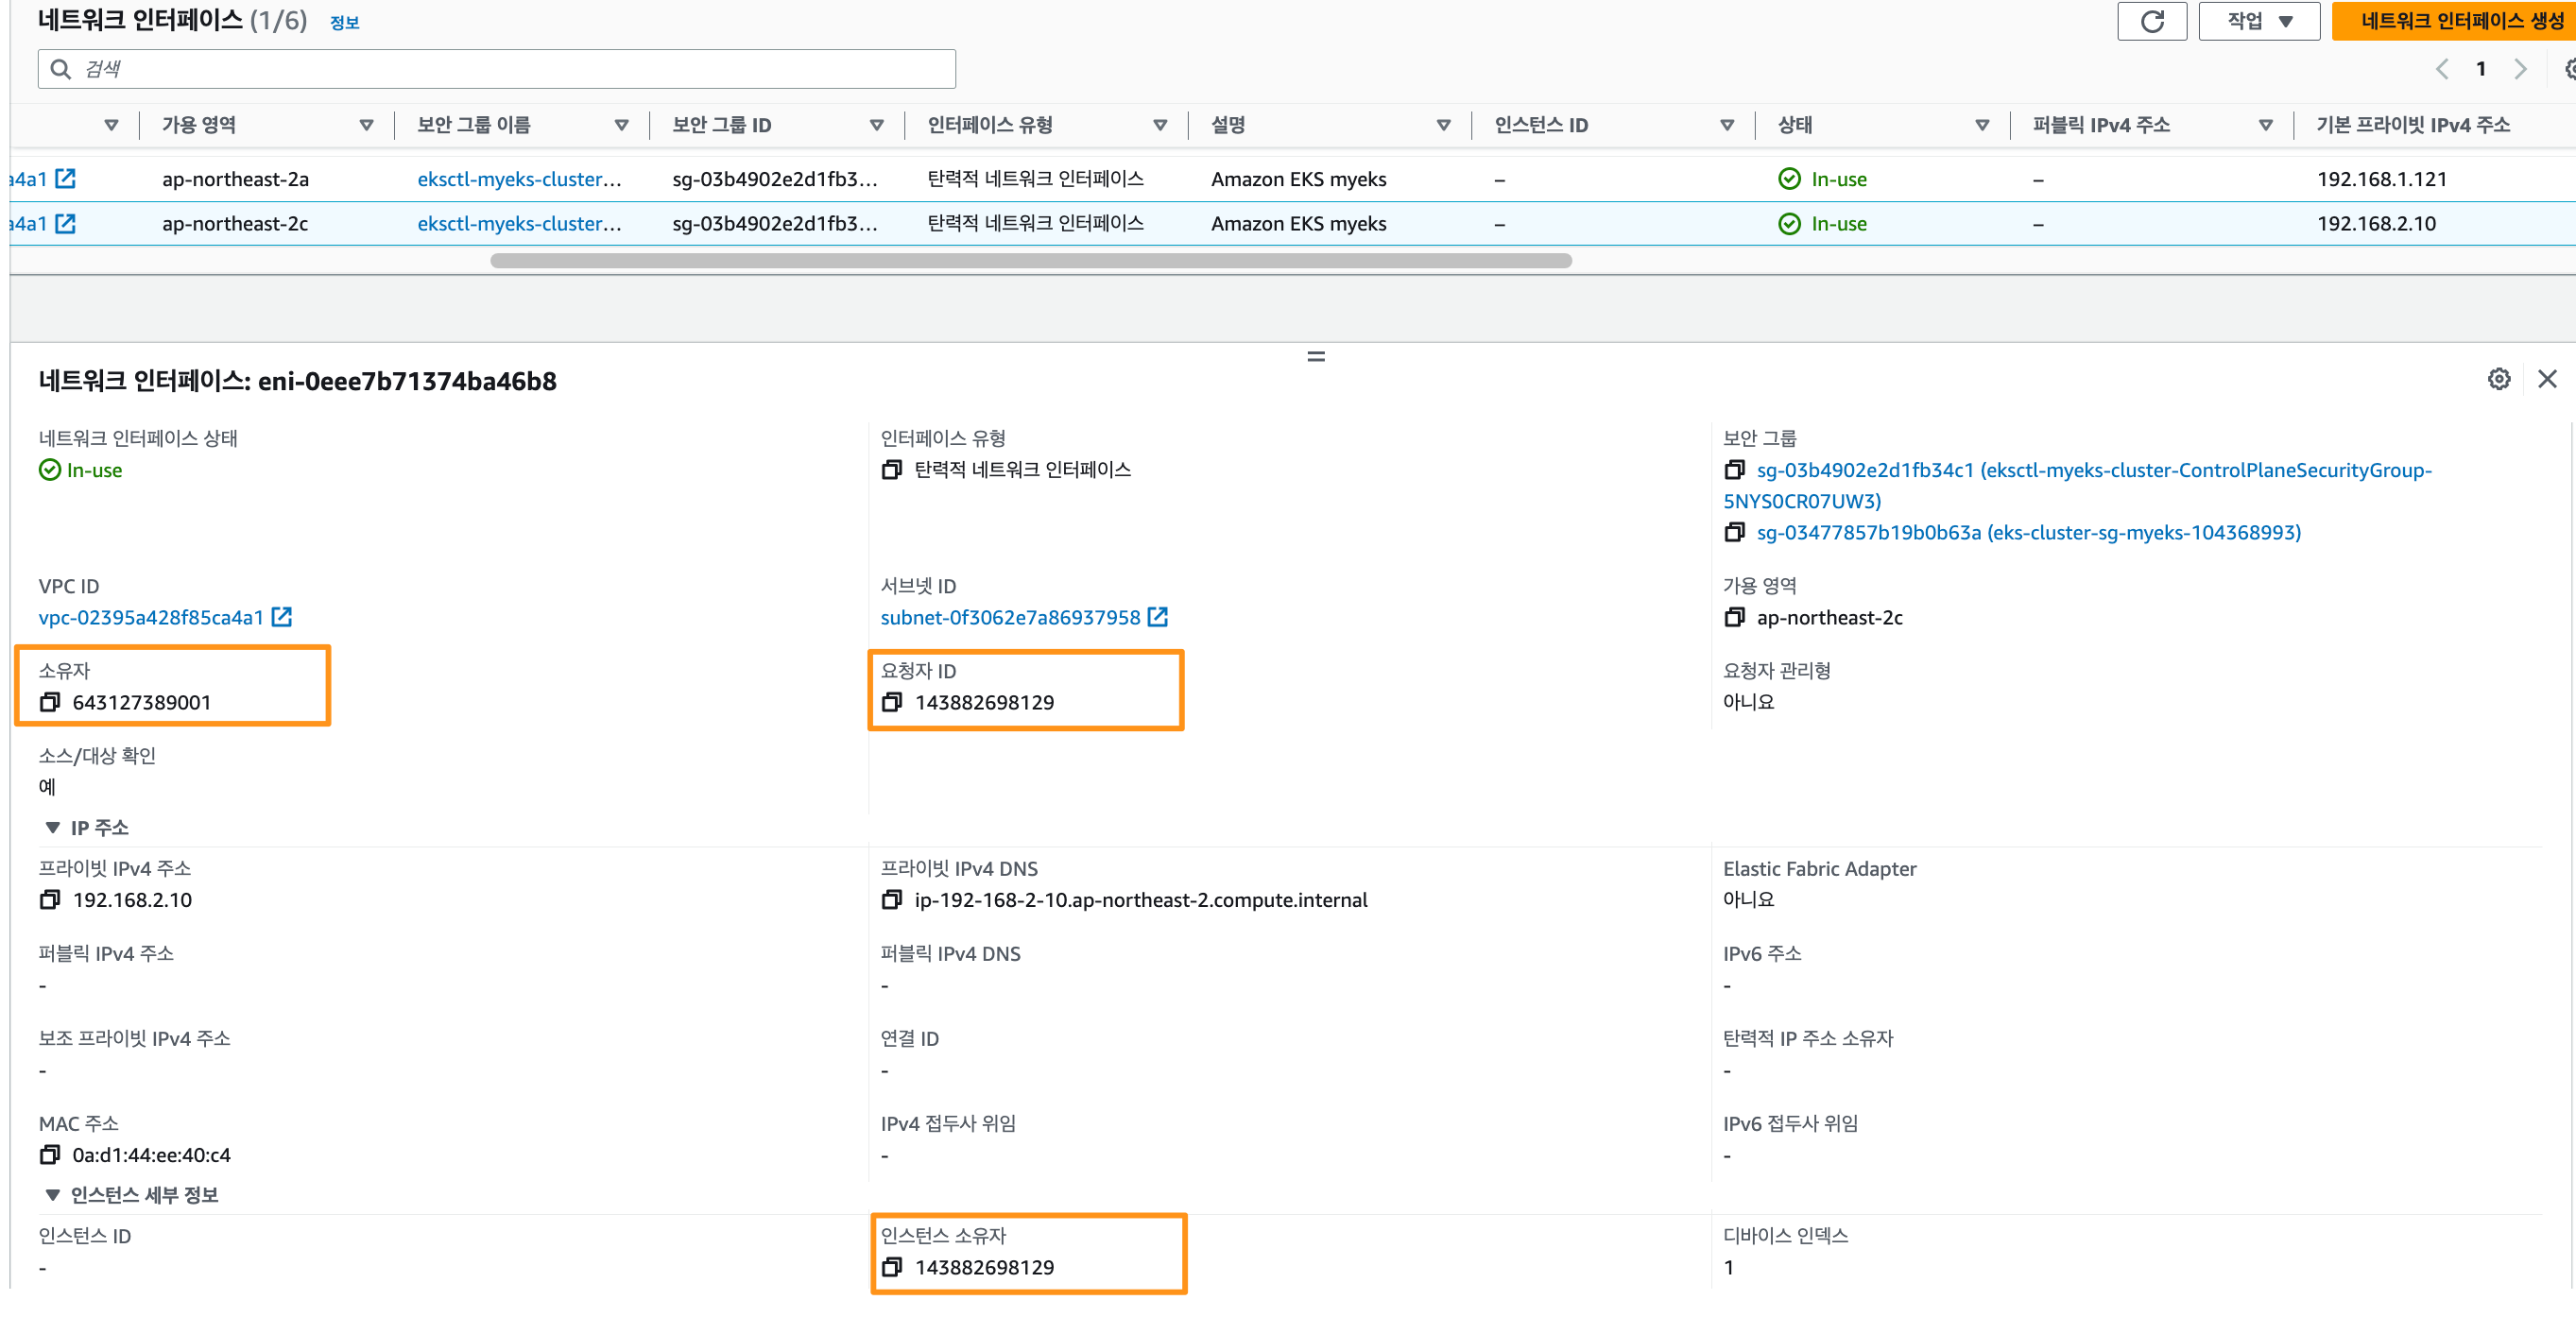 네트워크 인터페이스 (1/6) 정보
작업 ▼
네트워크 인터페이스 생성
검색
1
가용 영역 보안 그룹 이름 보안 그룹 ID 인터페이스 유형 설명 인스턴스 ID 상태 퍼블릭 IPv4 주소 기본 프라이빗 IPv4 주소
a4a1 ap-northeast-2a eksctl-myeks-cluster... sg-03b4902e2d1fb3... 탄력적 네트워크 인터페이스 Amazon EKS myeks – In-use – 192.168.1.121
a4a1 ap-northeast-2c eksctl-myeks-cluster... sg-03b4902e2d1fb3... 탄력적 네트워크 인터페이스 Amazon EKS myeks – In-use – 192.168.2.10
네트워크 인터페이스: eni-0eee7b71374ba46b8
네트워크 인터페이스 상태
In-use
인터페이스 유형
탄력적 네트워크 인터페이스
보안 그룹
sg-03b4902e2d1fb34c1 (eksctl-myeks-cluster-ControlPlaneSecurityGroup-
5NYS0CR07UW3)
sg-03477857b19b0b63a (eks-cluster-sg-myeks-104368993)
VPC ID
vpc-02395a428f85ca4a1
서브넷 ID
subnet-0f3062e7a86937958
가용 영역
ap-northeast-2c
소유자
643127389001
요청자 ID
143882698129
요청자 관리형
아니요
소스/대상 확인
예
▼ IP 주소
프라이빗 IPv4 주소
192.168.2.10
프라이빗 IPv4 DNS
ip-192-168-2-10.ap-northeast-2.compute.internal
Elastic Fabric Adapter
아니요
퍼블릭 IPv4 주소
-
퍼블릭 IPv4 DNS
-
IPv6 주소
-
보조 프라이빗 IPv4 주소
-
연결 ID
-
탄력적 IP 주소 소유자
-
MAC 주소
0a:d1:44:ee:40:c4
IPv4 접두사 위임
-
IPv6 접두사 위임
-
▼ 인스턴스 세부 정보
인스턴스 ID
-
인스턴스 소유자
143882698129
디바이스 인덱스
1